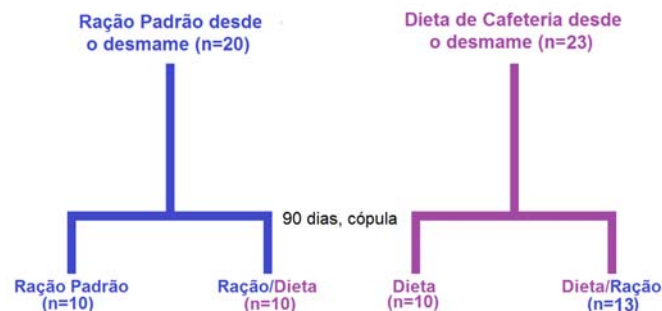 Ração Padrão desde
o desmame (n=20)
Dieta de Cafeteria desde
o desmame (n=23)
90 dias, cópula
Ração Padrão
(n=10)
Ração/Dieta
(n=10)
Dieta
(n=10)
Dieta/Ração
(n=13)